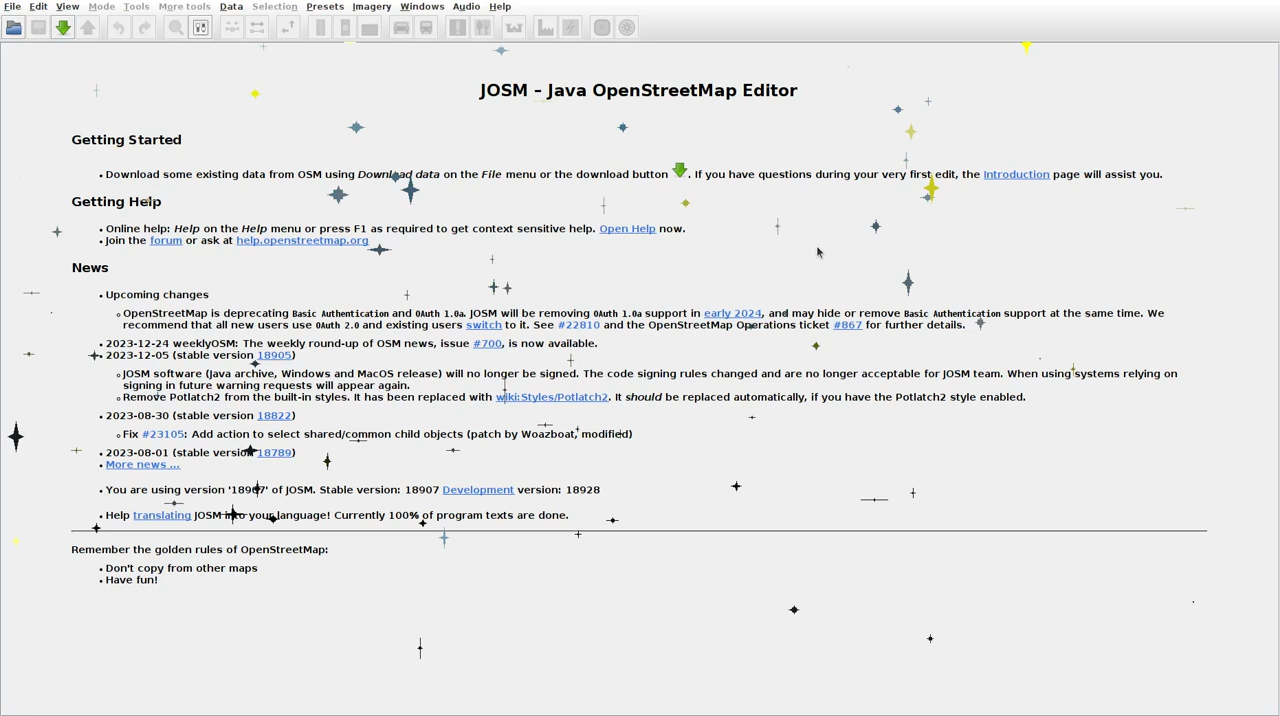 File Edit View Mode Tools More tools Data Selection Presets Imagery Windows Audio Help
JOSM – Java OpenStreetMap Editor
Getting Started
Download some existing data from OSM using Download data on the File menu or the download button . If you have questions during your very first edit, the Introduction page will assist you.
Getting Help
Online help: Help on the Help menu or press F1 as required to get context sensitive help. Open Help now.
Join the forum or ask at help.openstreetmap.org
News
Upcoming changes
OpenStreetMap is deprecating Basic Authentication and OAuth 1.0a. JOSM will be removing OAuth 1.0a support in early 2024, and may hide or remove Basic Authentication support at the same time. We
recommend that all new users use OAuth 2.0 and existing users switch to it. See #22810 and the OpenStreetMap Operations ticket #867 for further details.
2023-12-24 weeklyOSM: The weekly round-up of OSM news, issue #700, is now available.
2023-12-05 (stable version 18905)
JOSM software (Java archive, Windows and MacOS release) will no longer be signed. The code signing rules changed and are no longer acceptable for JOSM team. When using systems relying on
signing in future warning requests will appear again.
Remove Potlatch2 from the built-in styles. It has been replaced with wiki:Styles/Potlatch2. It should be replaced automatically, if you have the Potlatch2 style enabled.
2023-08-30 (stable version 18822)
Fix #23105: Add action to select shared/common child objects (patch by Woazboat, modified)
2023-08-01 (stable version 18789)
More news ...
You are using version '18907' of JOSM. Stable version: 18907 Development version: 18928
Help translating JOSM into your language! Currently 100% of program texts are done.
Remember the golden rules of OpenStreetMap:
Don't copy from other maps
Have fun!